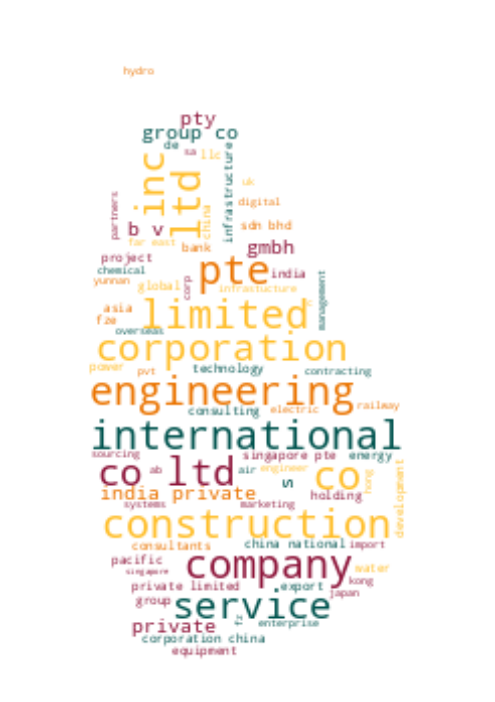 hydro
pty
group co
de
sa
llc
inc
ltd
infrastructure
uk
partners
china
digital
b v
sdn bhd
far east
bank
gmbh
project
chemical
pte
india
yunnan
global
corp
infrastucture
management
asia
limited
fze
overseas
corporation
power
pvt
technology
contracting
engineering
consulting
electric
railway
international
sourcing
singapore pte
energy
co ltd
ab
air
engineer
co
hong
development
india private
s
holding
systems
marketing
construction
consultants
china national
import
pacific
singapore
company
water
kong
private limited
export
japan
group
service
private
fz
enterprise
corporation china
equipment